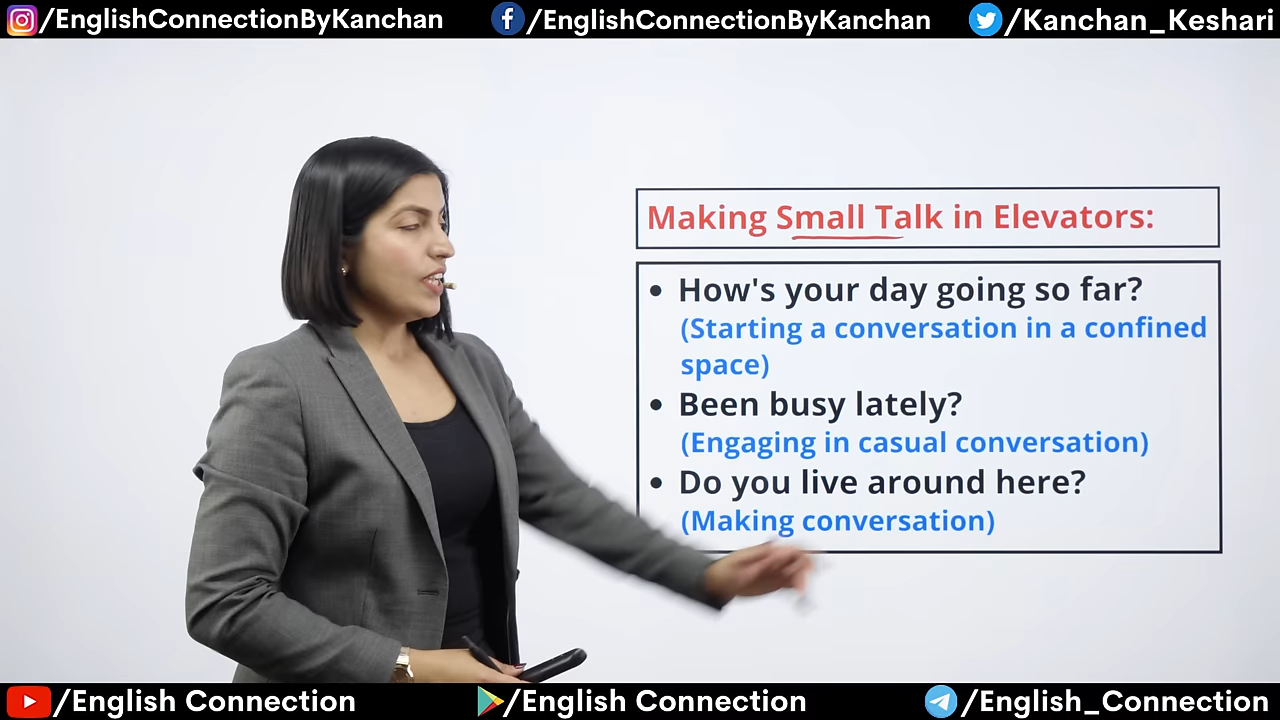 /EnglishConnectionByKanchan
/EnglishConnectionByKanchan
/Kanchan_Keshari
Making Small Talk in Elevators:
• How's your day going so far?
(Starting a conversation in a confined
space)
• Been busy lately?
(Engaging in casual conversation)
• Do you live around here?
(Making conversation)
/English Connection
/English Connection
/English_Connection